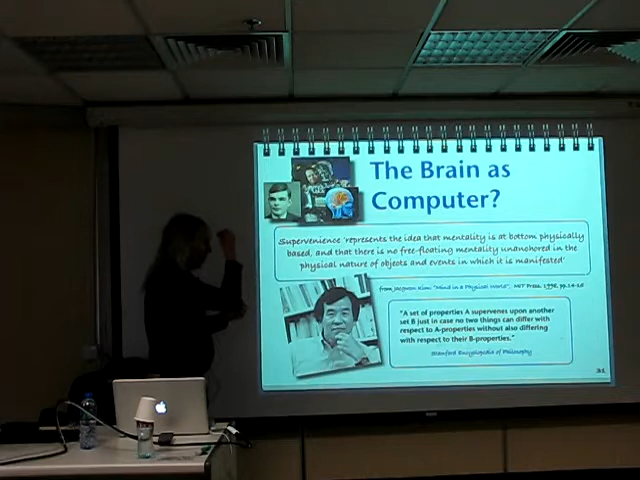 The Brain as
Computer?
Supervenience 'represents the idea that mentality is at bottom physically
based, and that there is no free-floating mentality unanchored in the
physical nature of objects and events in which it is manifested'
from Jaegwon Kim: "Mind in a Physical World", MIT Press, 1998, pp.14-15
"A set of properties A supervenes upon another
set B just in case no two things can differ with
respect to A-properties without also differing
with respect to their B-properties."
Stanford Encyclopedia of Philosophy
31